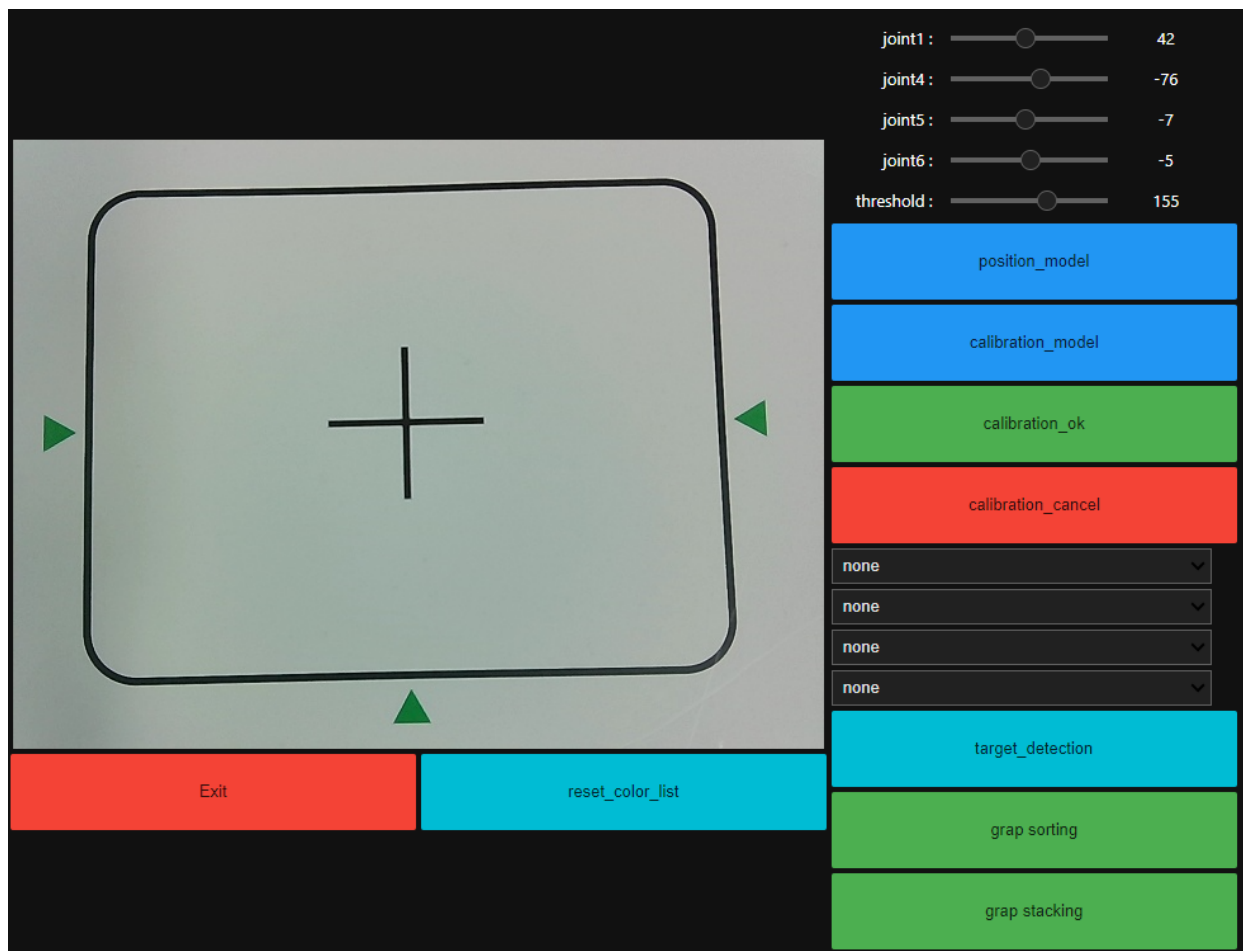 joint1 : 42
joint4 : -76
joint5 : -7
joint6 : -5
threshold : 155
position_model
calibration_model
calibration_ok
calibration_cancel
none
none
none
none
target_detection
Exit
reset_color_list
grap sorting
grap stacking